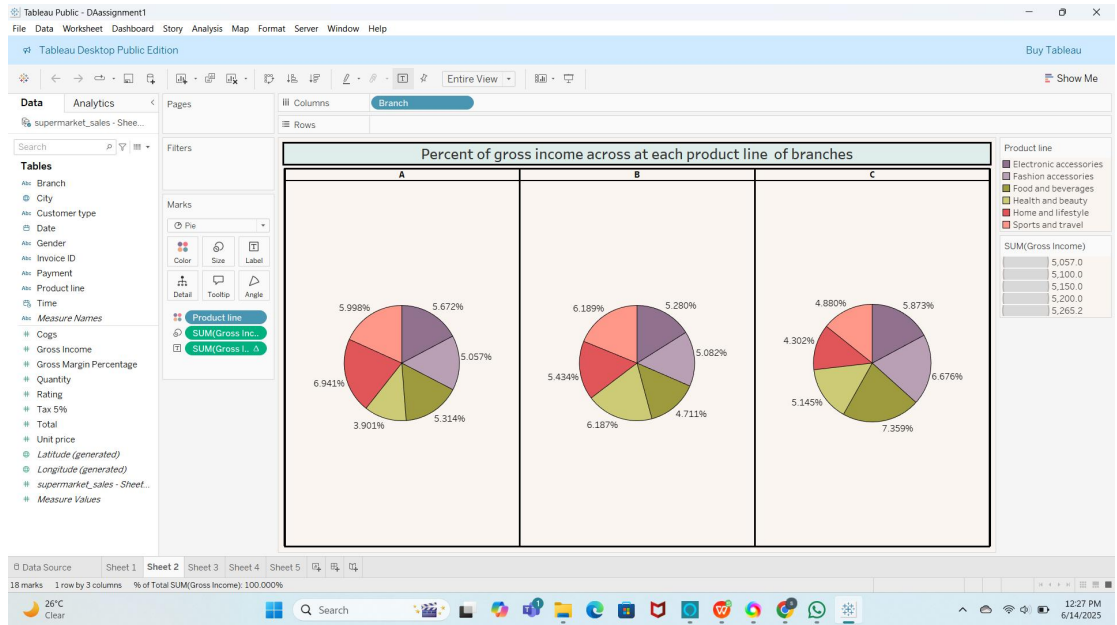 Tableau Public - DAassignment1
File Data Worksheet Dashboard Story Analysis Map Format Server Window Help
Tableau Desktop Public Edition
Buy Tableau
Entire View
Show Me
Data Analytics
supermarket_sales - Shee...
Search
Tables
Abc Branch
City
Abc Customer type
Date
Abc Gender
Abc Invoice ID
Abc Payment
Abc Product line
Time
Abc Measure Names
# Cogs
# Gross Income
# Gross Margin Percentage
# Quantity
# Rating
# Tax 5%
# Total
# Unit price
Latitude (generated)
Longitude (generated)
# supermarket_sales - Sheet...
# Measure Values
Pages
Filters
Marks
Pie
Color Size Label
Detail Tooltip Angle
Product line
SUM(Gross Inc..
SUM(Gross I.. Δ
Columns Branch
Rows
Percent of gross income across at each product line of branches
A B C
5.998% 5.672%
5.057%
6.941%
3.901% 5.314%
6.189% 5.280%
5.082%
5.434%
6.187% 4.711%
4.880% 5.873%
4.302%
6.676%
5.145%
7.359%
Product line
Electronic accessories
Fashion accessories
Food and beverages
Health and beauty
Home and lifestyle
Sports and travel
SUM(Gross Income)
5,057.0
5,100.0
5,150.0
5,200.0
5,265.2
Data Source Sheet 1 Sheet 2 Sheet 3 Sheet 4 Sheet 5
18 marks 1 row by 3 columns % of Total SUM(Gross Income): 100.000%
26°C
Clear
Search
12:27 PM
6/14/2025